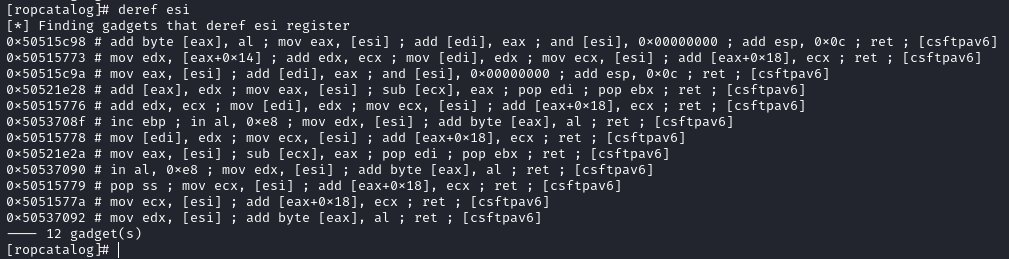 [ropcatalog]# deref esi
[*] Finding gadgets that deref esi register
0×50515c98 # add byte [eax], al ; mov eax, [esi] ; add [edi], eax ; and [esi], 0×00000000 ; add esp, 0×0c ; ret ; [csftpav6]
0×50515773 # mov edx, [eax+0×14] ; add edx, ecx ; mov [edi], edx ; mov ecx, [esi] ; add [eax+0×18], ecx ; ret ; [csftpav6]
0×50515c9a # mov eax, [esi] ; add [edi], eax ; and [esi], 0×00000000 ; add esp, 0×0c ; ret ; [csftpav6]
0×50521e28 # add [eax], edx ; mov eax, [esi] ; sub [ecx], eax ; pop edi ; pop ebx ; ret ; [csftpav6]
0×50515776 # add edx, ecx ; mov [edi], edx ; mov ecx, [esi] ; add [eax+0×18], ecx ; ret ; [csftpav6]
0×5053708f # inc ebp ; in al, 0×e8 ; mov edx, [esi] ; add byte [eax], al ; ret ; [csftpav6]
0×50515778 # mov [edi], edx ; mov ecx, [esi] ; add [eax+0×18], ecx ; ret ; [csftpav6]
0×50521e2a # mov eax, [esi] ; sub [ecx], eax ; pop edi ; pop ebx ; ret ; [csftpav6]
0×50537090 # in al, 0×e8 ; mov edx, [esi] ; add byte [eax], al ; ret ; [csftpav6]
0×50515779 # pop ss ; mov ecx, [esi] ; add [eax+0×18], ecx ; ret ; [csftpav6]
0×5051577a # mov ecx, [esi] ; add [eax+0×18], ecx ; ret ; [csftpav6]
0×50537092 # mov edx, [esi] ; add byte [eax], al ; ret ; [csftpav6]
---- 12 gadget(s)
[ropcatalog]#